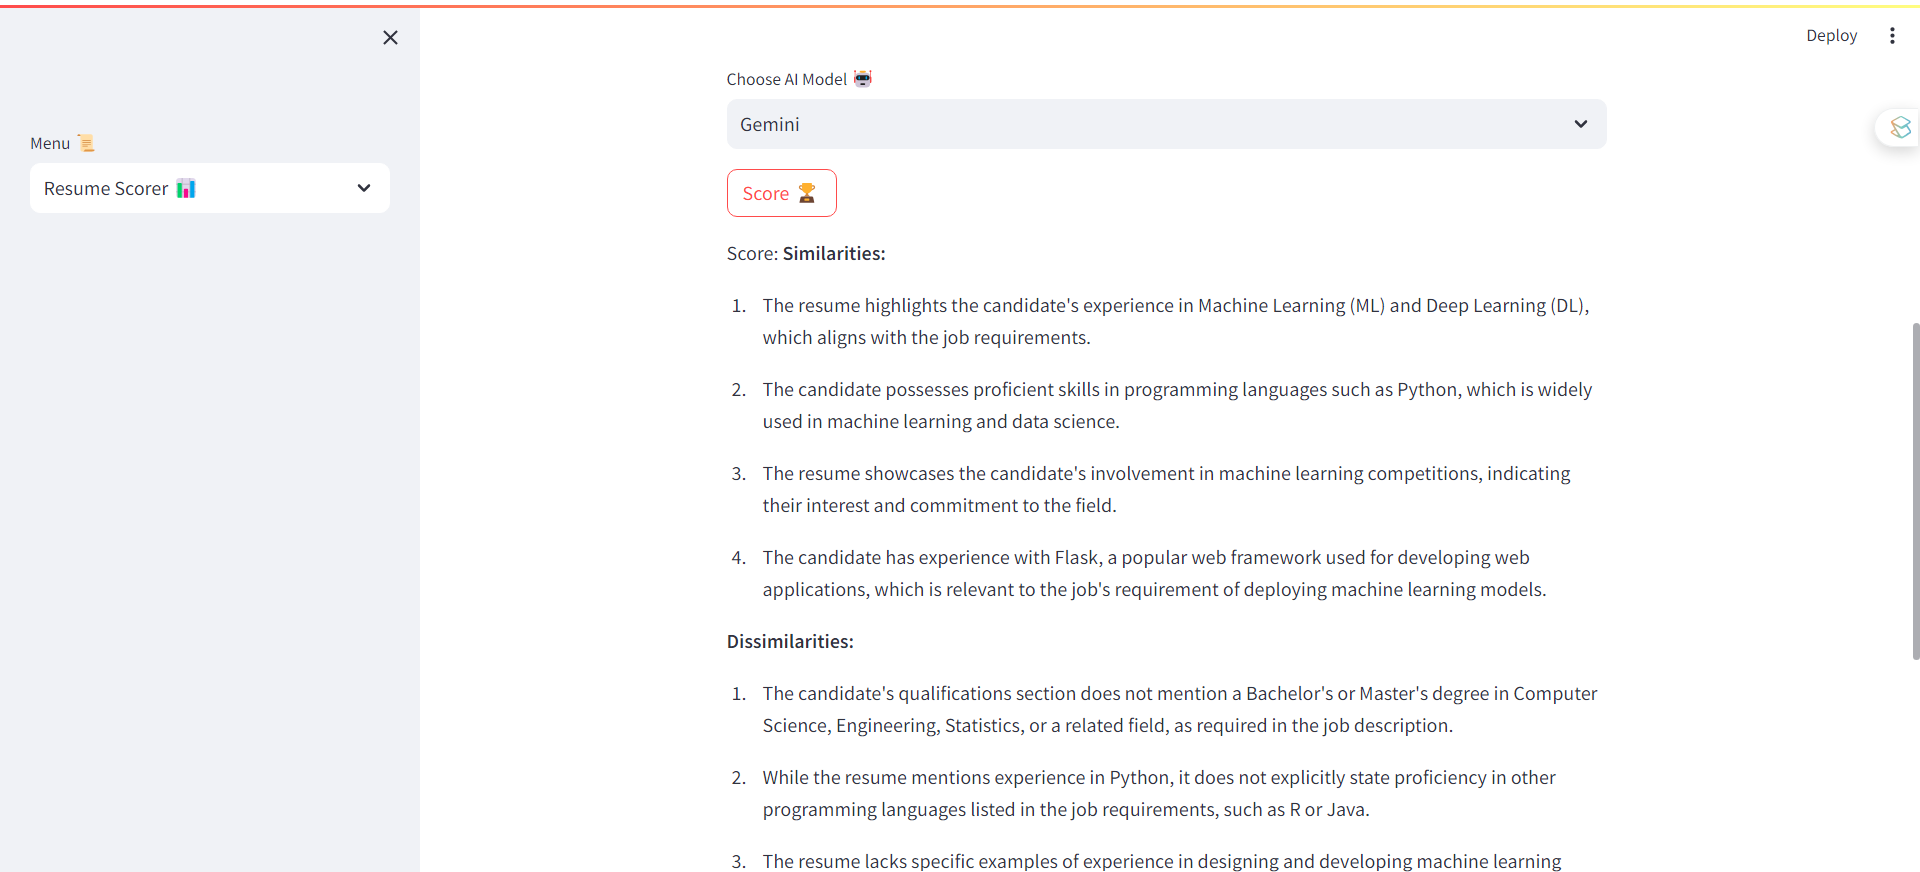 Deploy
Menu 📜
Resume Scorer 📊
Choose AI Model 🤖
Gemini
Score 🏆
Score: Similarities:
1. The resume highlights the candidate's experience in Machine Learning (ML) and Deep Learning (DL),
which aligns with the job requirements.
2. The candidate possesses proficient skills in programming languages such as Python, which is widely
used in machine learning and data science.
3. The resume showcases the candidate's involvement in machine learning competitions, indicating
their interest and commitment to the field.
4. The candidate has experience with Flask, a popular web framework used for developing web
applications, which is relevant to the job's requirement of deploying machine learning models.
Dissimilarities:
1. The candidate's qualifications section does not mention a Bachelor's or Master's degree in Computer
Science, Engineering, Statistics, or a related field, as required in the job description.
2. While the resume mentions experience in Python, it does not explicitly state proficiency in other
programming languages listed in the job requirements, such as R or Java.
3. The resume lacks specific examples of experience in designing and developing machine learning